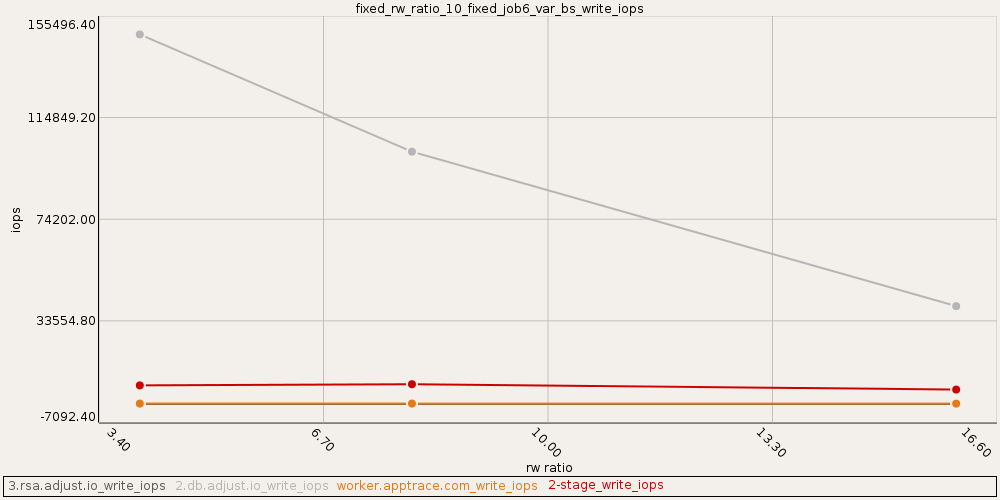 fixed_rw_ratio_10_fixed_job6_var_bs_write_iops
155496.40
114849.20
74202.00
33554.80
-7092.40
iops
3.40
6.70
10.00
13.30
16.60
rw ratio
3.rsa.adjust.io_write_iops 2.db.adjust.io_write_iops worker.apptrace.com_write_iops 2-stage_write_iops